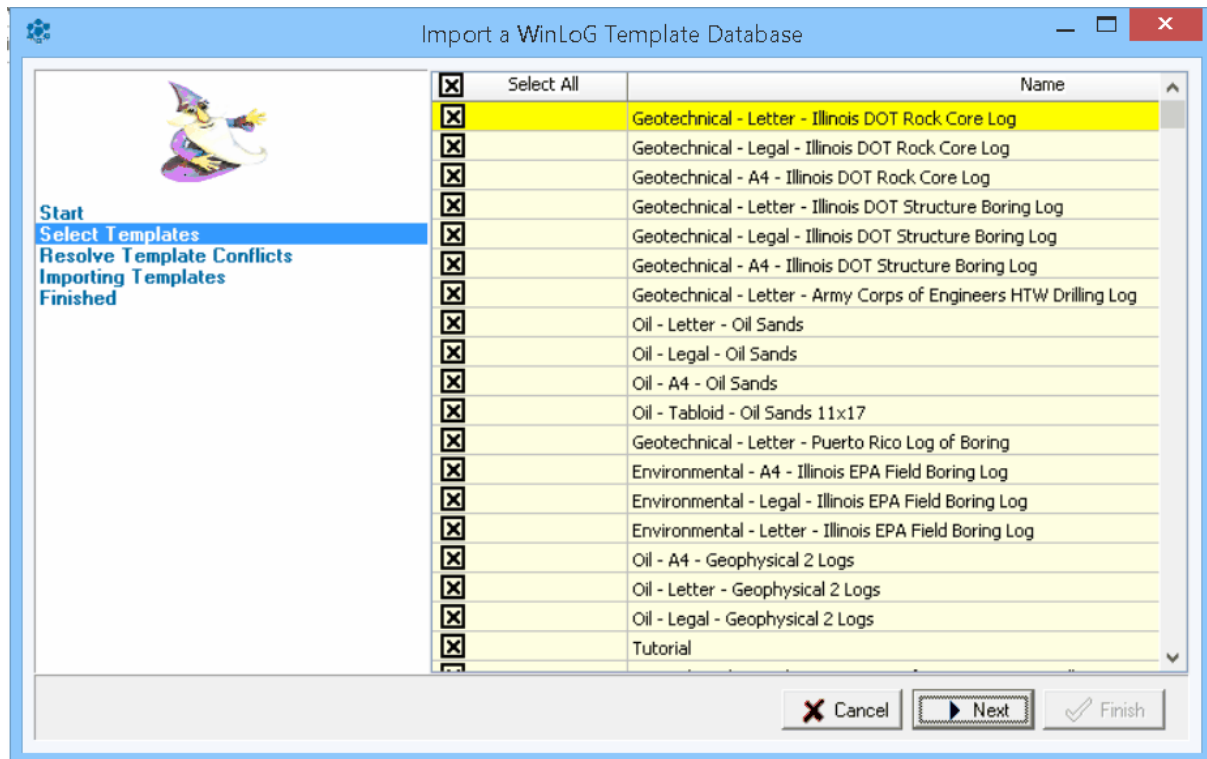 Import a WinLoG Template Database
Start
Select Templates
Resolve Template Conflicts
Importing Templates
Finished
Select All Name
Geotechnical - Letter - Illinois DOT Rock Core Log
Geotechnical - Legal - Illinois DOT Rock Core Log
Geotechnical - A4 - Illinois DOT Rock Core Log
Geotechnical - Letter - Illinois DOT Structure Boring Log
Geotechnical - Legal - Illinois DOT Structure Boring Log
Geotechnical - A4 - Illinois DOT Structure Boring Log
Geotechnical - Letter - Army Corps of Engineers HTW Drilling Log
Oil - Letter - Oil Sands
Oil - Legal - Oil Sands
Oil - A4 - Oil Sands
Oil - Tabloid - Oil Sands 11x17
Geotechnical - Letter - Puerto Rico Log of Boring
Environmental - A4 - Illinois EPA Field Boring Log
Environmental - Legal - Illinois EPA Field Boring Log
Environmental - Letter - Illinois EPA Field Boring Log
Oil - A4 - Geophysical 2 Logs
Oil - Letter - Geophysical 2 Logs
Oil - Legal - Geophysical 2 Logs
Tutorial
Cancel Next Finish